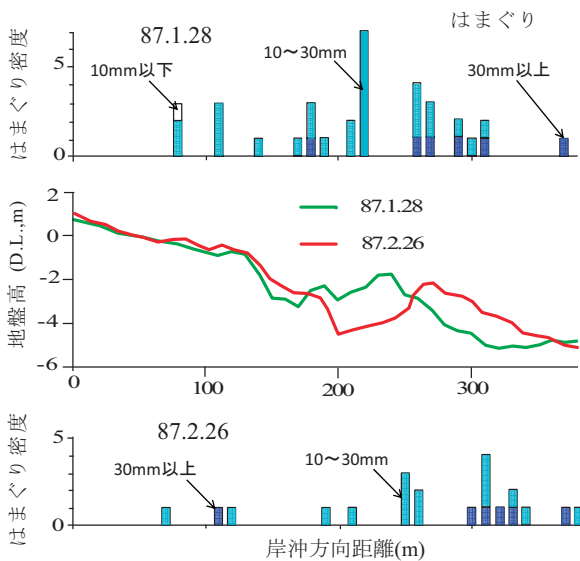 はまぐり
87.1.28
10mm以下
10～30mm
30mm以上
はまぐり密度
5
0
87.1.28
87.2.26
地盤高 (D.L.,m)
2
0
-2
-4
-6
0
100
200
300
87.2.26
30mm以上
10～30mm
はまぐり密度
5
0
岸沖方向距離(m)